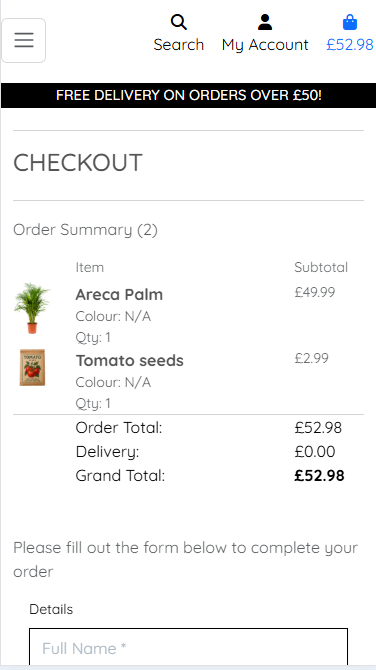 Search My Account £52.98
FREE DELIVERY ON ORDERS OVER £50!
CHECKOUT
Order Summary (2)
Item Subtotal
Areca Palm £49.99
Colour: N/A
Qty: 1
TOMATO
Tomato seeds £2.99
Colour: N/A
Qty: 1
Order Total: £52.98
Delivery: £0.00
Grand Total: £52.98
Please fill out the form below to complete your
order
Details
Full Name *